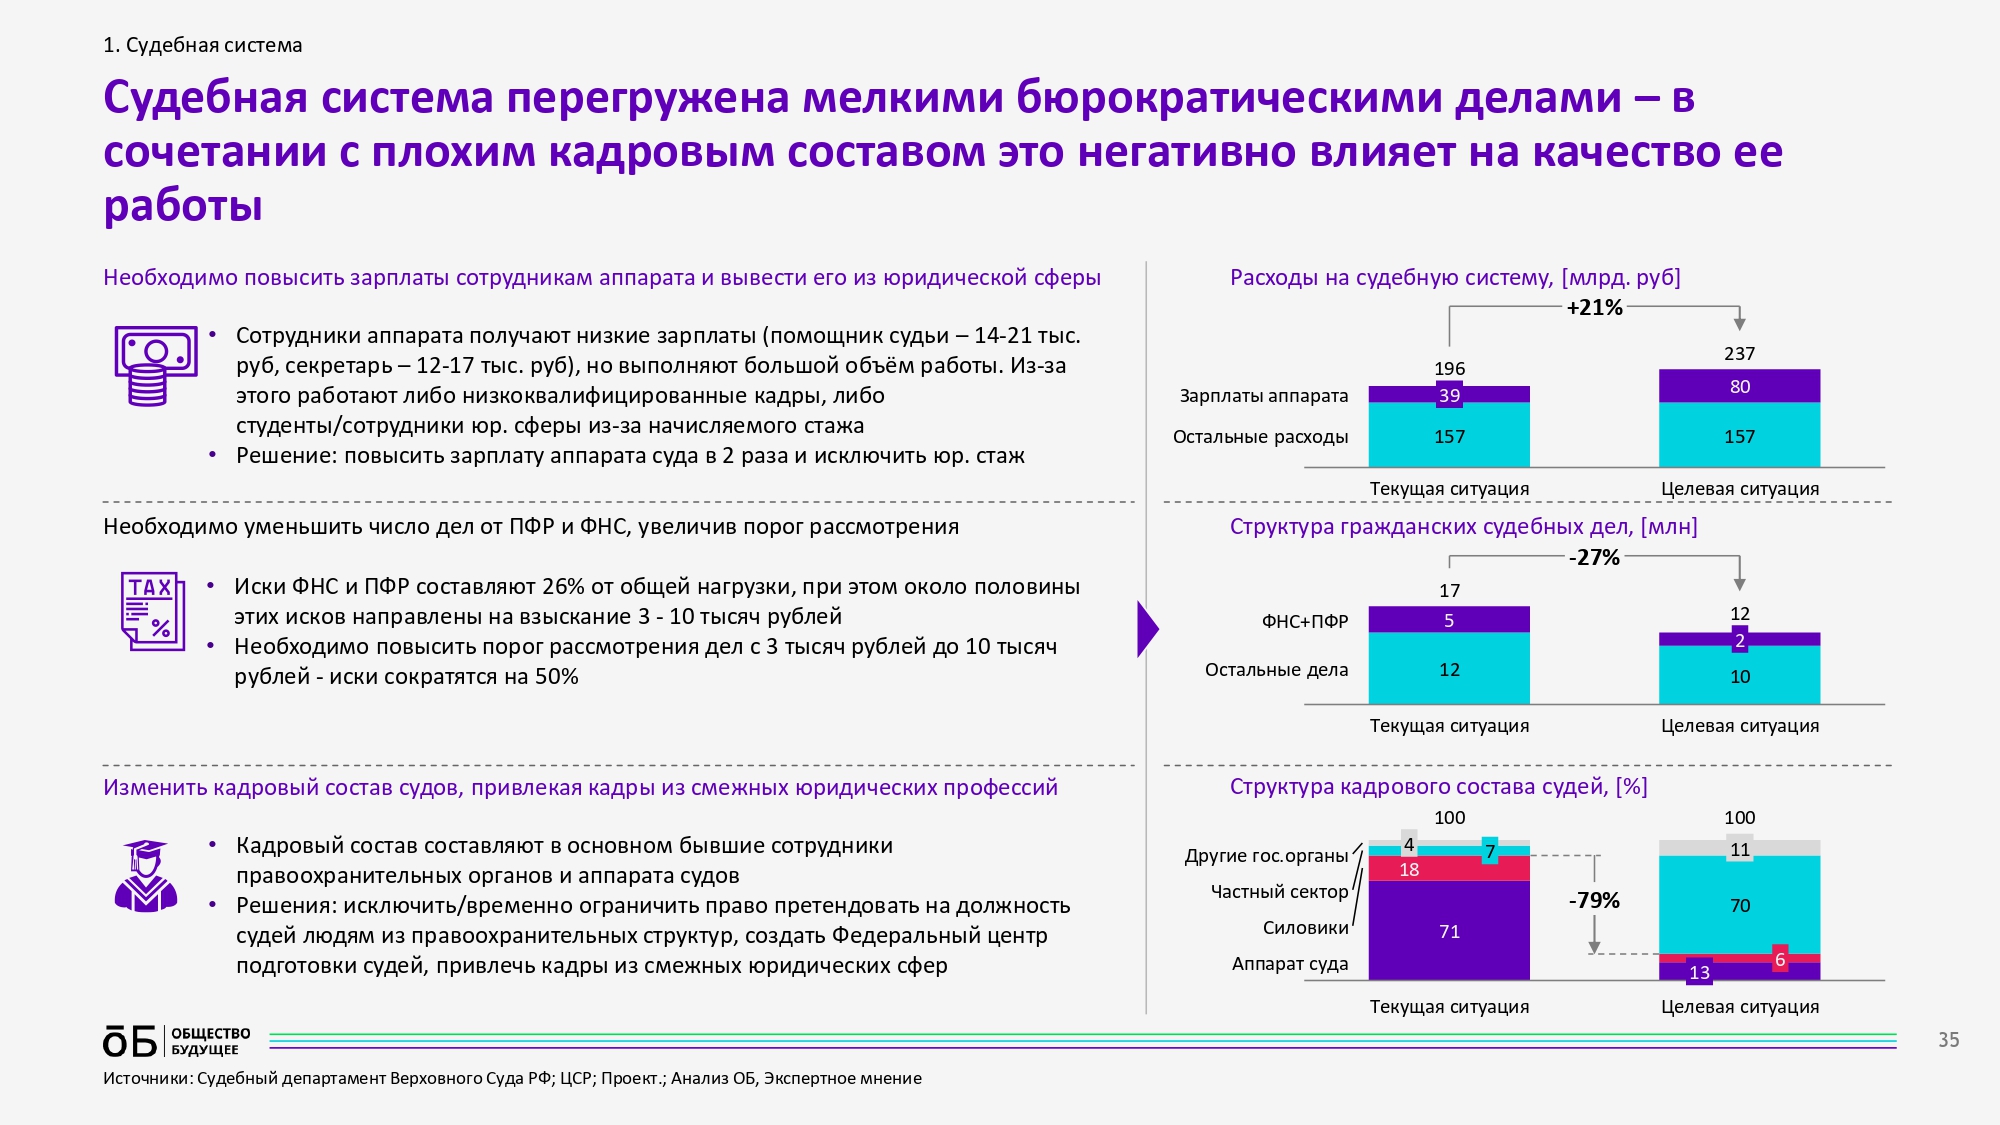 1. Судебная система
Судебная система перегружена мелкими бюрократическими делами – в
сочетании с плохим кадровым составом это негативно влияет на качество ее
работы
Необходимо повысить зарплаты сотрудникам аппарата и вывести его из юридической сферы
• Сотрудники аппарата получают низкие зарплаты (помощник судьи – 14-21 тыс.
руб, секретарь – 12-17 тыс. руб), но выполняют большой объём работы. Из-за
этого работают либо низкоквалифицированные кадры, либо
студенты/сотрудники юр. сферы из-за начисляемого стажа
• Решение: повысить зарплату аппарата суда в 2 раза и исключить юр. стаж
Расходы на судебную систему, [млрд. руб]
+21%
196
237
Зарплаты аппарата
39
80
Остальные расходы
157
157
Текущая ситуация
Целевая ситуация
Необходимо уменьшить число дел от ПФР и ФНС, увеличив порог рассмотрения
TAX
%
• Иски ФНС и ПФР составляют 26% от общей нагрузки, при этом около половины
этих исков направлены на взыскание 3 - 10 тысяч рублей
• Необходимо повысить порог рассмотрения дел с 3 тысяч рублей до 10 тысяч
рублей - иски сократятся на 50%
Структура гражданских судебных дел, [млн]
-27%
17
12
ФНС+ПФР
5
2
Остальные дела
12
10
Текущая ситуация
Целевая ситуация
Изменить кадровый состав судов, привлекая кадры из смежных юридических профессий
• Кадровый состав составляют в основном бывшие сотрудники
правоохранительных органов и аппарата судов
• Решения: исключить/временно ограничить право претендовать на должность
судей людям из правоохранительных структур, создать Федеральный центр
подготовки судей, привлечь кадры из смежных юридических сфер
Структура кадрового состава судей, [%]
100
100
Другие гос.органы
4
7
11
Частный сектор
18
-79%
70
Силовики
71
Аппарат суда
6
13
Текущая ситуация
Целевая ситуация
ōБ ОБЩЕСТВО
БУДУЩЕЕ
35
Источники: Судебный департамент Верховного Суда РФ; ЦСР; Проект.; Анализ ОБ, Экспертное мнение